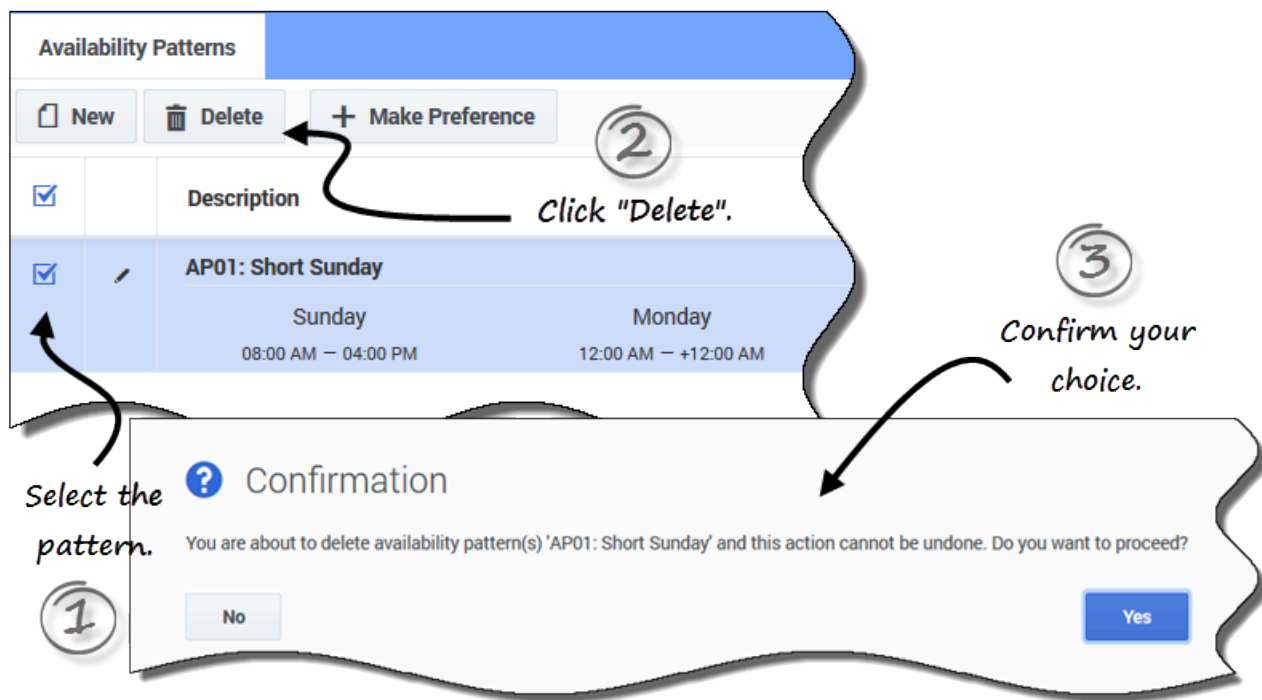 Availability Patterns
New Delete + Make Preference
2
Click "Delete".
Description
AP01: Short Sunday
Sunday Monday
08:00 AM — 04:00 PM 12:00 AM — +12:00 AM
3
Confirm your
choice.
Select the
pattern.
1
? Confirmation
You are about to delete availability pattern(s) 'AP01: Short Sunday' and this action cannot be undone. Do you want to proceed?
No Yes